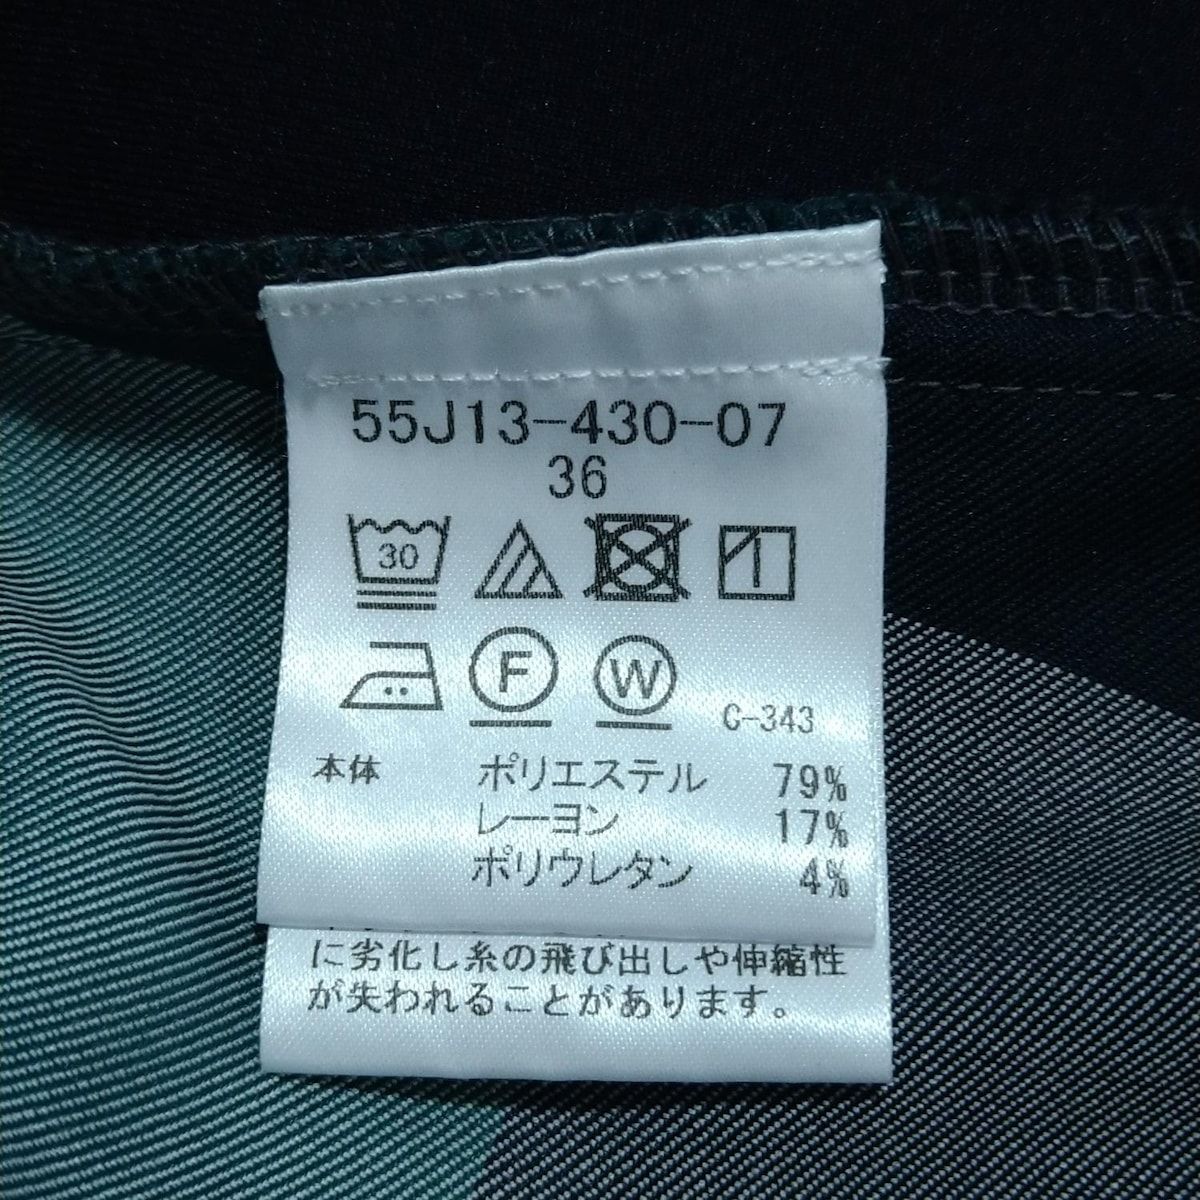 55J13-430-07
36
30
F W C-343
本体 ポリエステル 79%
レーヨン 17%
ポリウレタン 4%
に劣化し糸の飛び出しや伸縮性
が失われることがあります。